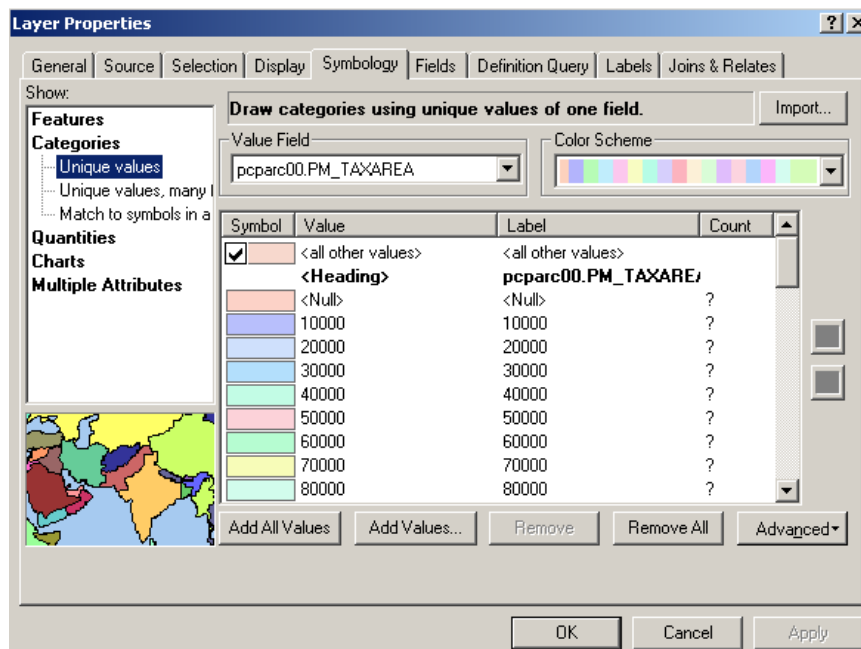 Layer Properties
General Source Selection Display Symbology Fields Definition Query Labels Joins & Relates
Show:
Features
Categories
Unique values
Unique values, many
Match to symbols in a
Quantities
Charts
Multiple Attributes
Draw categories using unique values of one field.
Import...
Value Field
pcparc00.PM_TAXAREA
Color Scheme
Symbol Value Label Count
<all other values> <all other values>
<Heading> pcparc00.PM_TAXAREA
<Null> <Null> ?
10000 10000 ?
20000 20000 ?
30000 30000 ?
40000 40000 ?
50000 50000 ?
60000 60000 ?
70000 70000 ?
80000 80000 ?
Add All Values Add Values... Remove Remove All Advanced
OK Cancel Apply